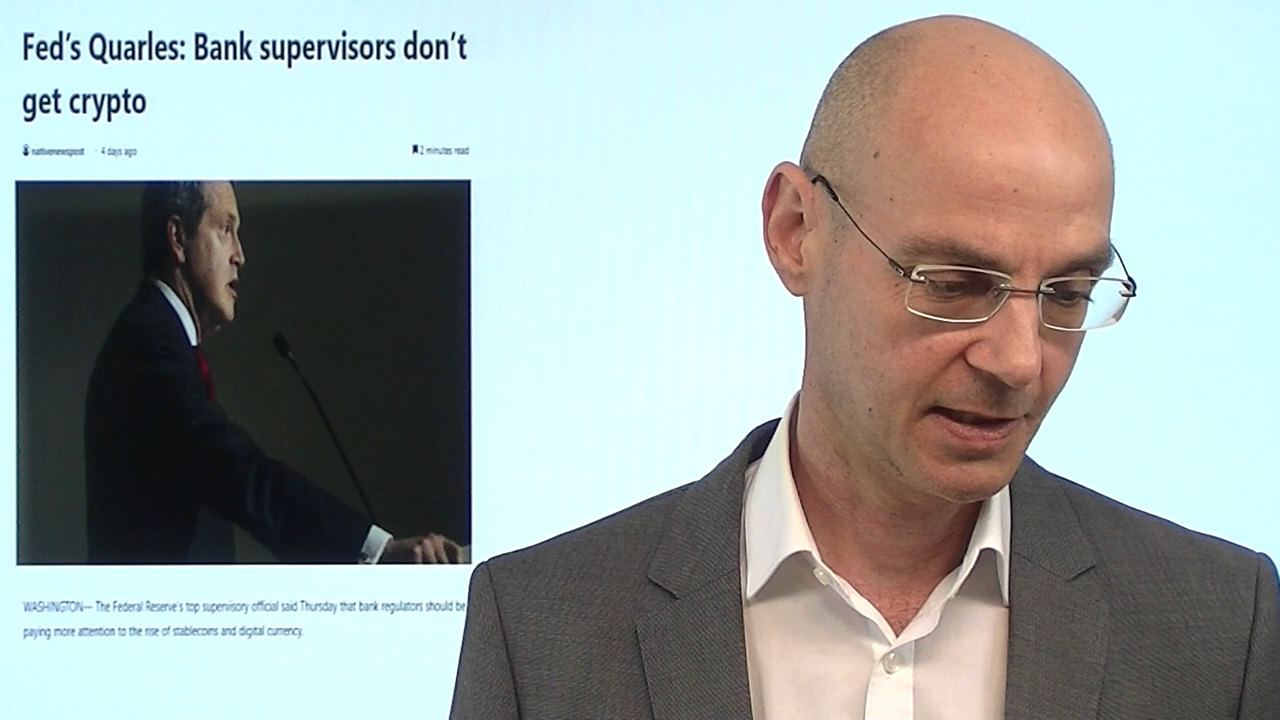 Fed’s Quarles: Bank supervisors don’t
get crypto
nativenewspost · 4 days ago 2 minutes read
WASHINGTON— The Federal Reserve's top supervisory official said Thursday that bank regulators should be
paying more attention to the rise of stablecoins and digital currency.